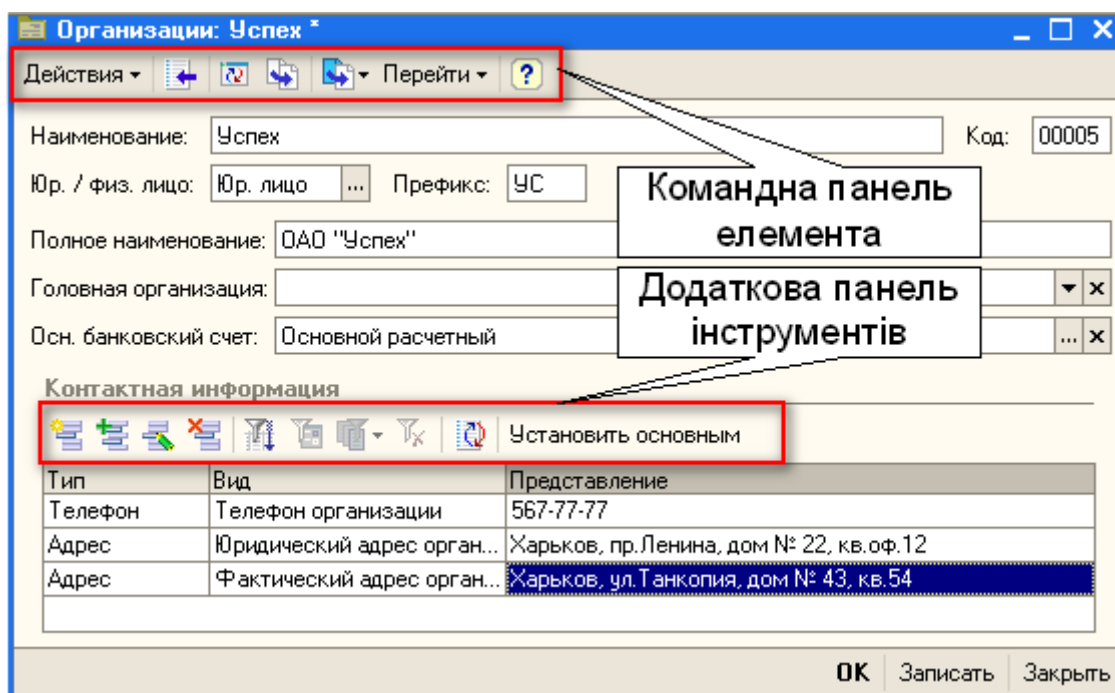 Организации: Успех *
Действия Перейти ?
Наименование: Успех Код: 00005
Юр. / физ. лицо: Юр. лицо ... Префикс: УС
Командна панель
елемента
Полное наименование: ОАО "Успех"
Головная организация:
Додаткова панель
інструментів
Осн. банковский счет: Основной расчетный ...
Контактная информация
Установить основным
Тип Вид Представление
Телефон Телефон организации 567-77-77
Адрес Юридический адрес орган... Харьков, пр.Ленина, дом № 22, кв.оф.12
Адрес Фактический адрес орган... Харьков, ул.Танкопия, дом № 43, кв.54
OK Записать Закрыть